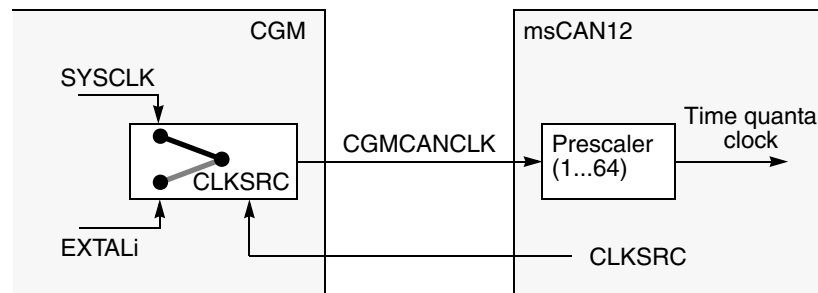 CGM
msCAN12
SYSCLK
CGMCANCLK
Prescaler
(1...64)
Time quanta
clock
CLKSRC
EXTALi
CLKSRC